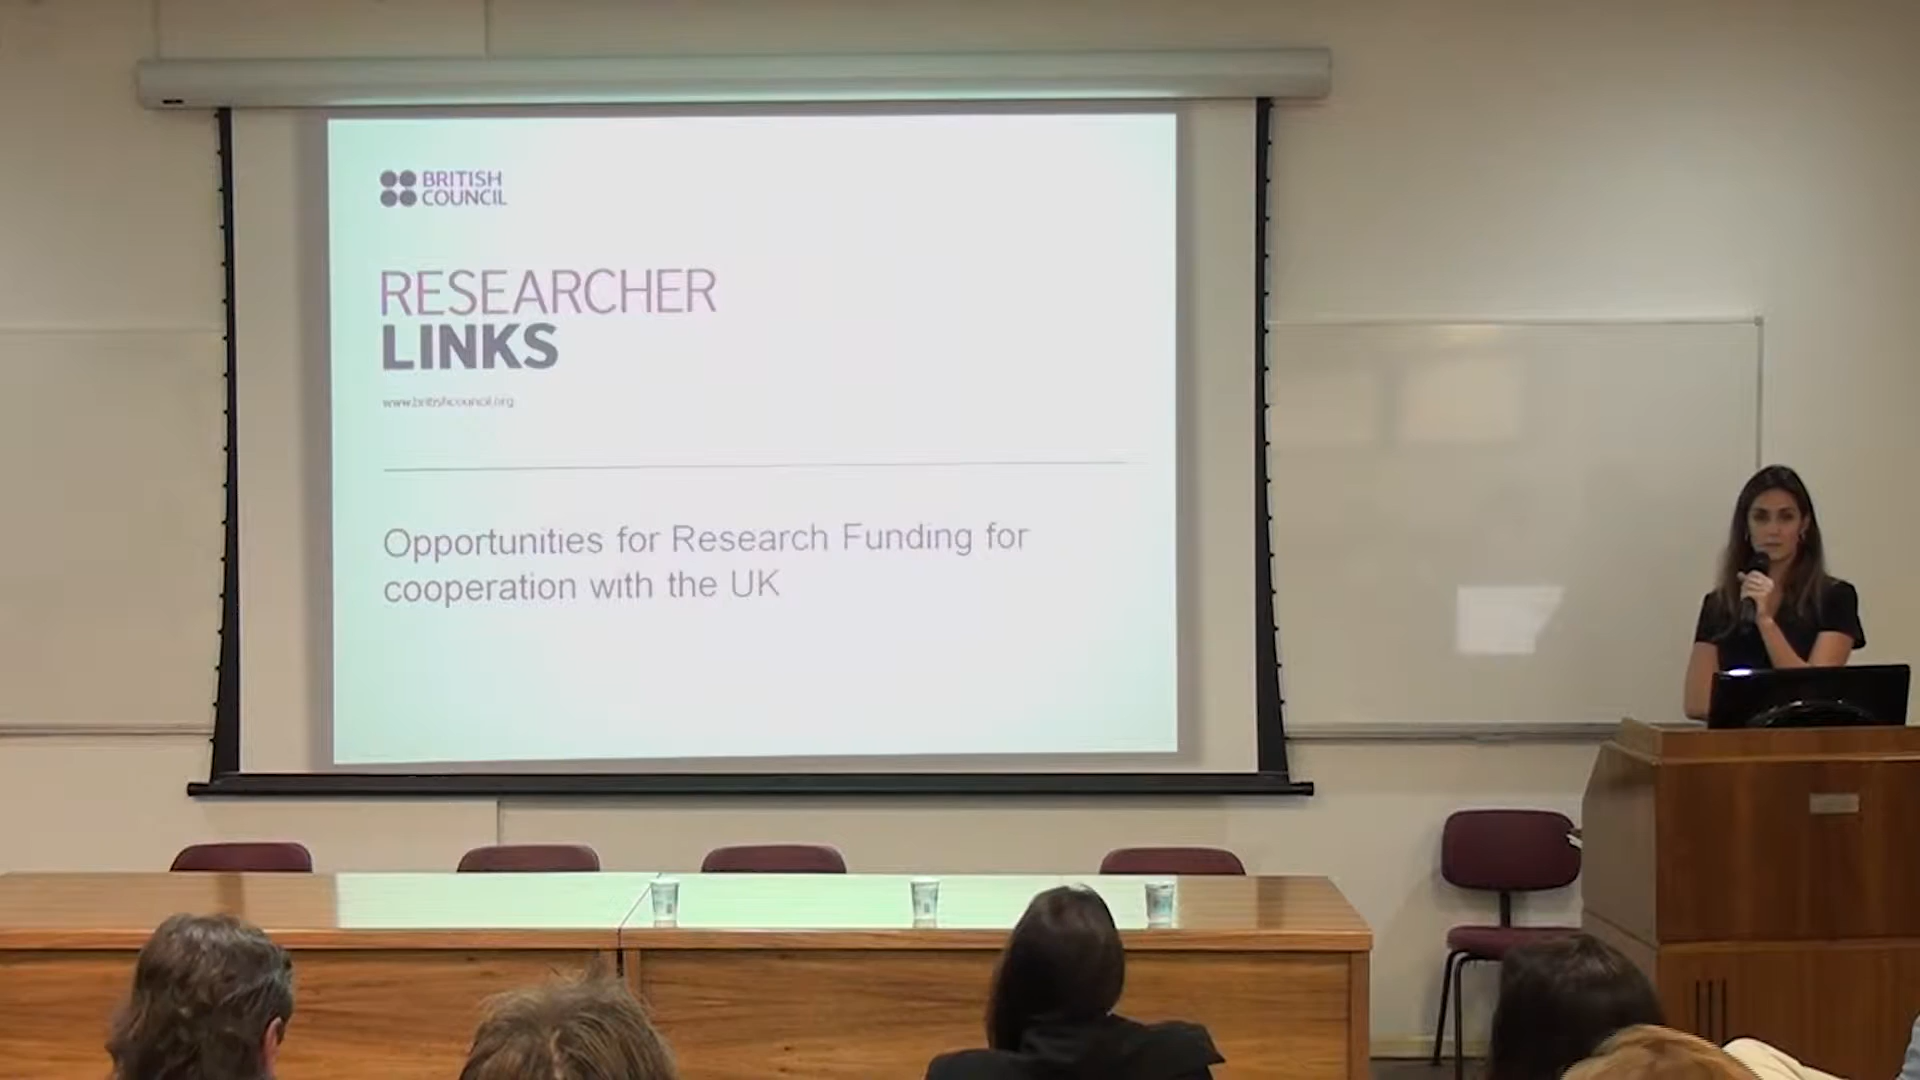 BRITISH
COUNCIL
RESEARCHER
LINKS
www.britishcouncil.org
Opportunities for Research Funding for
cooperation with the UK